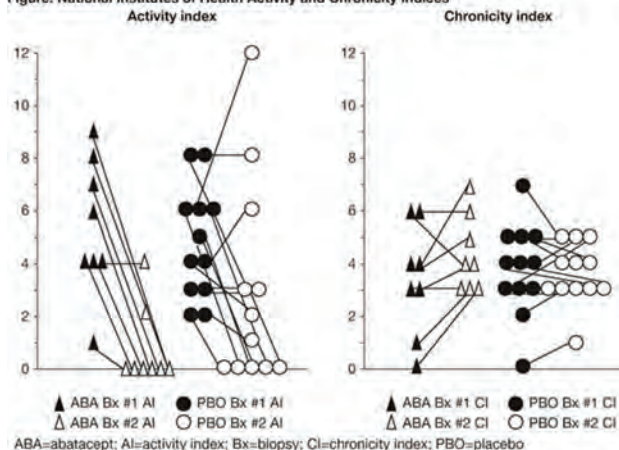 Figure. National Institutes of Health Activity and Chronicity Indices
Activity index
12
10
8
6
4
2
0
▲ ABA Bx #1 AI ● PBO Bx #1 AI
△ ABA Bx #2 AI ○ PBO Bx #2 AI
Chronicity index
12
10
8
6
4
2
0
▲ ABA Bx #1 CI ● PBO Bx #1 CI
△ ABA Bx #2 CI ○ PBO Bx #2 CI
ABA=abatacept; AI=activity index; Bx=biopsy; CI=chronicity index; PBO=placebo